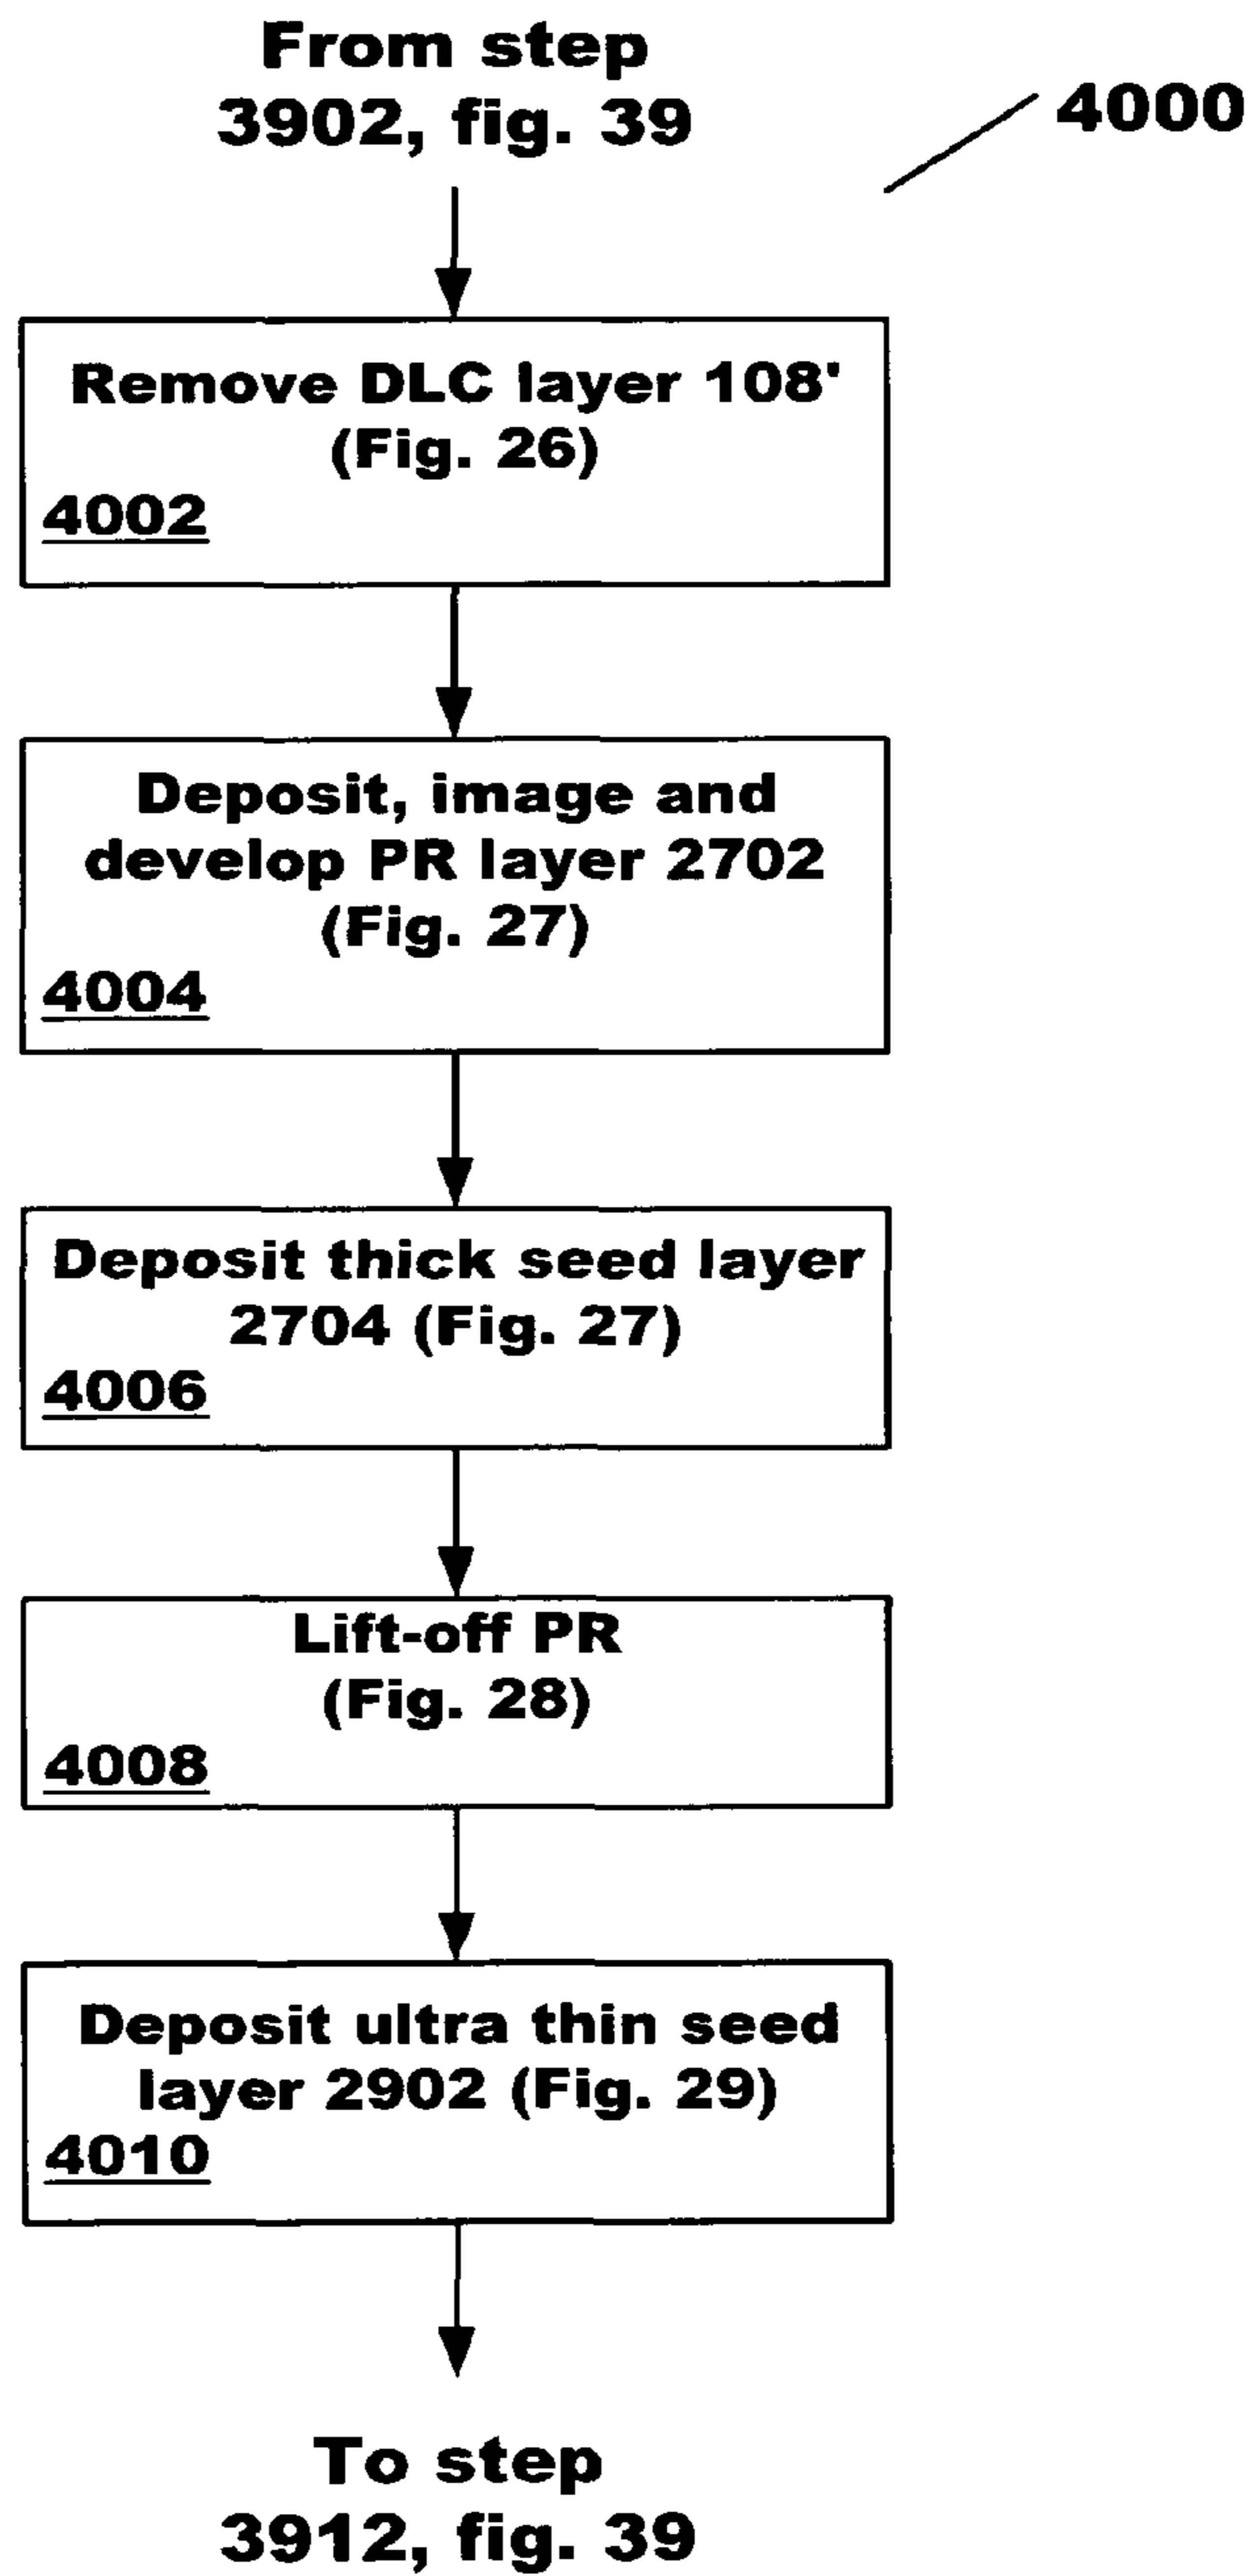 From step
3902, fig. 39
4000
Remove DLC layer 108'
(Fig. 26)
4002
Deposit, image and
develop PR layer 2702
(Fig. 27)
4004
Deposit thick seed layer
2704 (Fig. 27)
4006
Lift-off PR
(Fig. 28)
4008
Deposit ultra thin seed
layer 2902 (Fig. 29)
4010
To step
3912, fig. 39